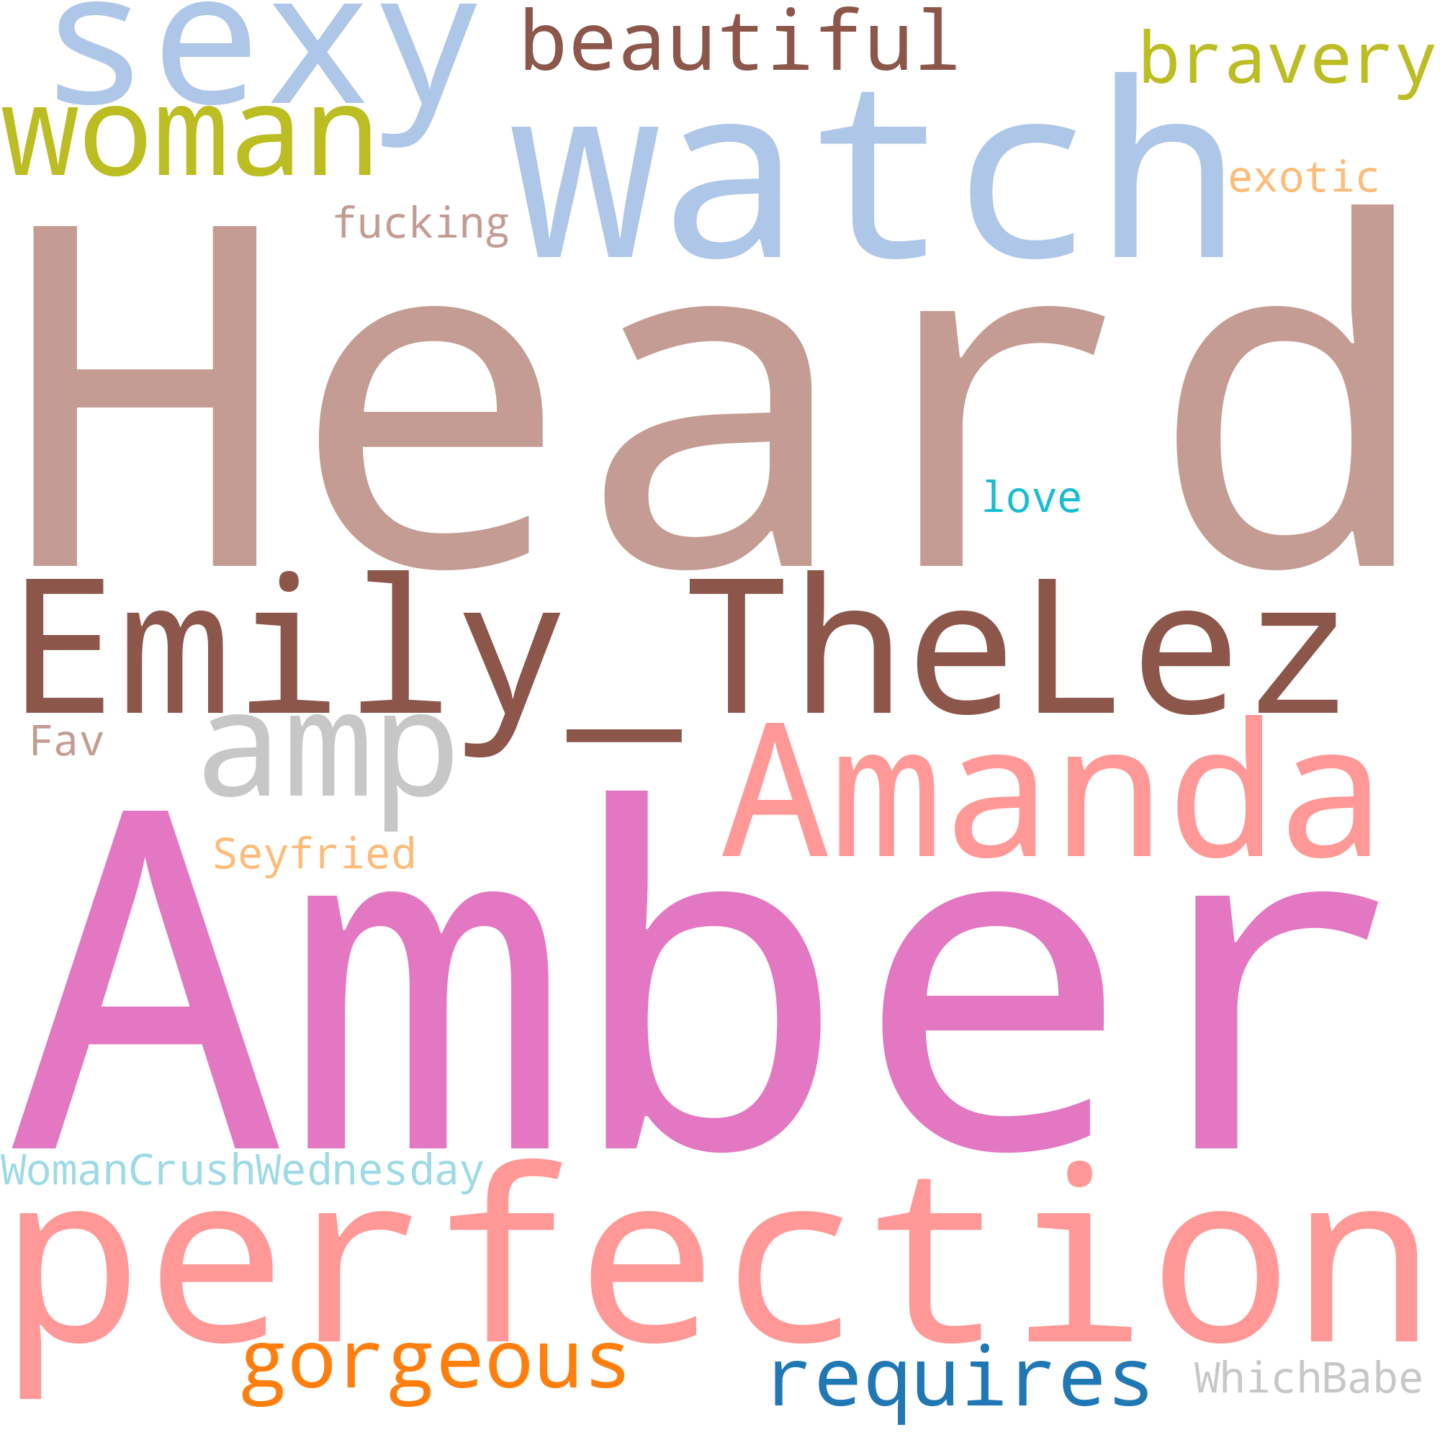 sexy
beautiful
bravery
woman
watch
exotic
fucking
Heard
love
Emily_TheLez
Fav
amp
Amanda
Seyfried
Amber
WomanCrushWednesday
perfection
gorgeous
requires
WhichBabe